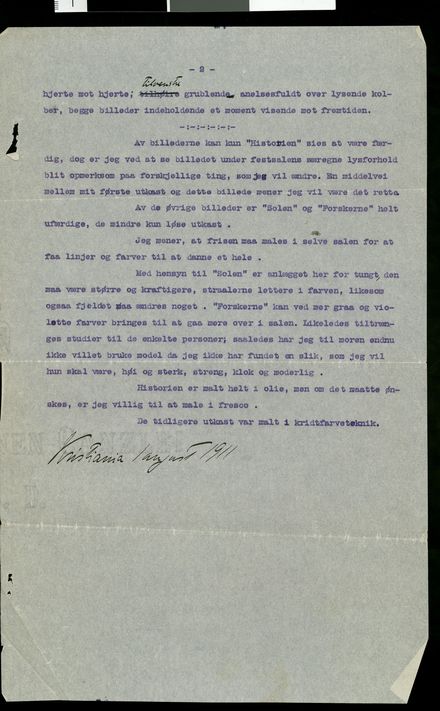 - 2 -
tilvenstre
hjerte mot hjerte, tilhøire grublende, anelsesfuldt over lysende kol-
ber, begge billeder indeholdende et moment visende mot fremtiden.
-:-:-:-:-:-
Av billederne kan kun "Historien" sies at være fær-
dig, dog er jeg ved at se billedet under festsalens særegne lysforhold
blit opmerksom paa forskjellige ting, som jeg vil ændre. En middelvei
mellem mit første utkast og dette billede mener jeg vil være det rette.
Av de øvrige billeder er "Solen" og "Forskerne" helt
ufærdige, de mindre kun løse utkast .
Jeg mener, at frisen maa males i selve salen for at
faa linjer og farver til at danne et hele .
Med hensyn til "Solen" er anlægget her for tungt, den
maa være større og kraftigere, straalerne lettere i farven, likesom
ogsaa fjeldet maa ændres noget . "Forskerne" kan ved mer graa og vio-
lette farver bringes til at gaa mere over i salen. Likeledes tiltræn-
ges studier til de enkelte personer; saaledes har jeg til moren endnu
ikke villet bruke model da jeg ikke har fundet en slik, som jeg vil
hun skal være, høi og sterk, streng, klok og moderlig .
Historien er malt helt i olie, men om det maatte øn-
skes, er jeg villig til at male i fresco .
De tidligere utkast var malt i kridtfarveteknik.
Kristiania 1 august 1911